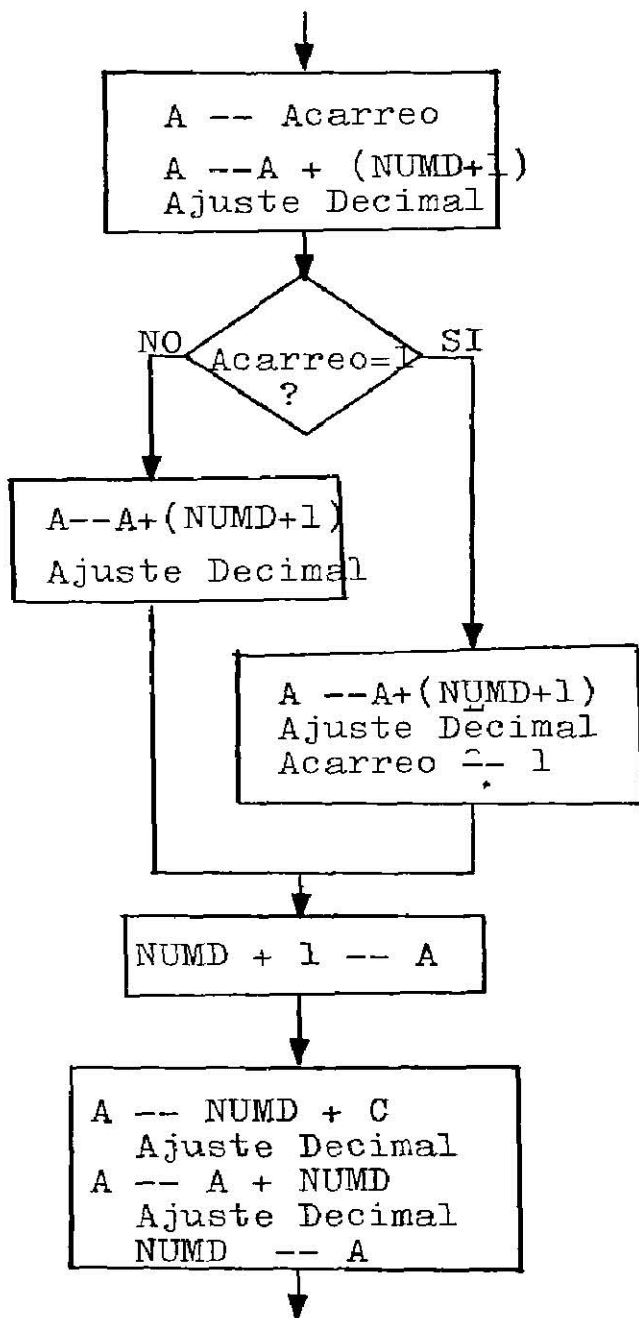 A -- Acarreo
A --A + (NUMD+1)
Ajuste Decimal
NO
SI
Acarreo=1
?
A--A+(NUMD+1)
Ajuste Decimal
A --A+(NUMD+1)
Ajuste Decimal
Acarreo -- 1
NUMD + 1 -- A
A -- NUMD + C
Ajuste Decimal
A -- A + NUMD
Ajuste Decimal
NUMD -- A